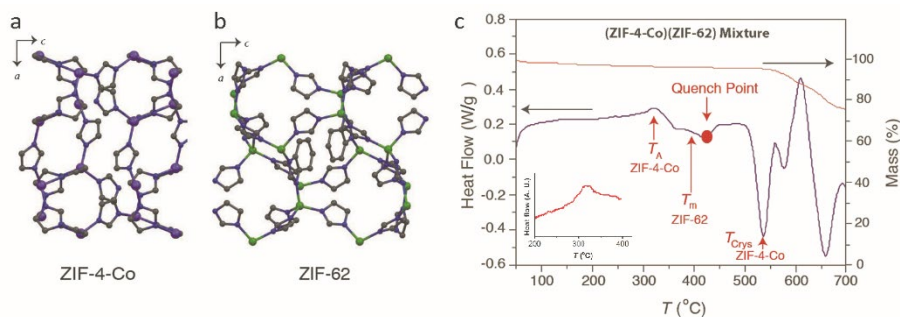 a
c
a
ZIF-4-Co
b
c
a
ZIF-62
c
(ZIF-4-Co)(ZIF-62) Mixture
Quench Point
T_Λ
ZIF-4-Co
T_m
ZIF-62
T_Crys
ZIF-4-Co
Heat Flow (W/g)
0.8
0.6
0.4
0.2
0.0
-0.2
-0.4
-0.6
Mass (%)
100
80
60
40
20
0
100 200 300 400 500 600 700
T (°C)
Heat flow (A. U.)
200 300 400
T (°C)